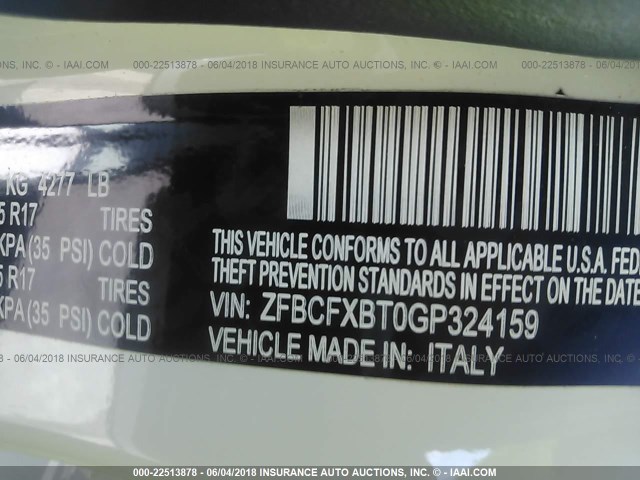 000-22513878 - 06/04/2018 INSURANCE AUTO AUCTIONS, INC. - IAAI.COM
KG 4277 LB
5 R17 TIRES
KPA (35 PSI) COLD
5 R17 TIRES
KPA (35 PSI) COLD
THIS VEHICLE CONFORMS TO ALL APPLICABLE U.S.A. FED
THEFT PREVENTION STANDARDS IN EFFECT ON THE DATE
VIN: ZFBCFXBT0GP324159
VEHICLE MADE IN: ITALY
000-22513878 - 06/04/2018 INSURANCE AUTO AUCTIONS, INC. - IAAI.COM